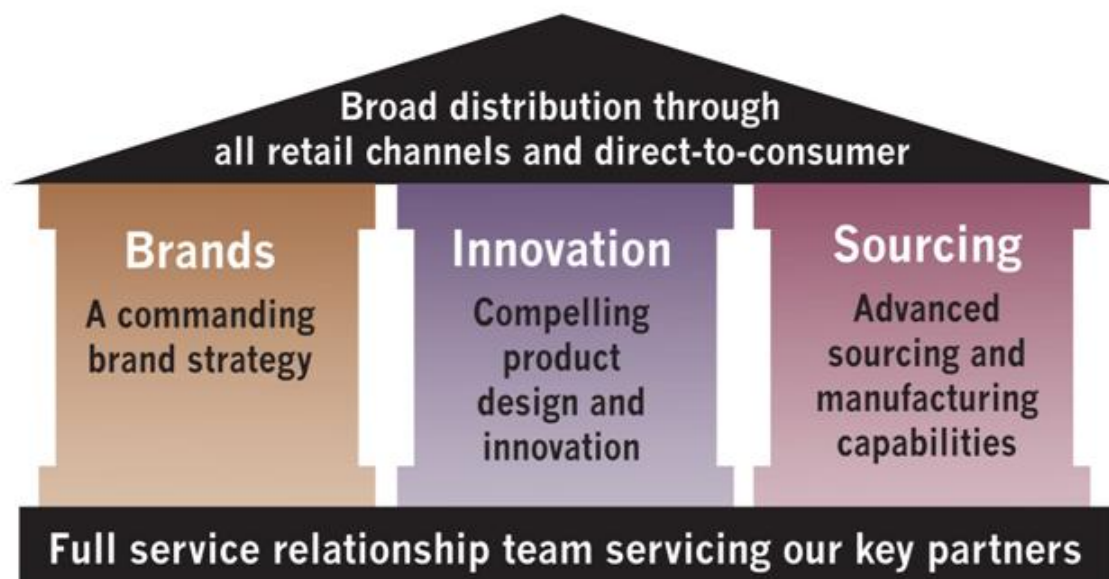 Broad distribution through
all retail channels and direct-to-consumer
Brands
A commanding
brand strategy
Innovation
Compelling
product
design and
innovation
Sourcing
Advanced
sourcing and
manufacturing
capabilities
Full service relationship team servicing our key partners